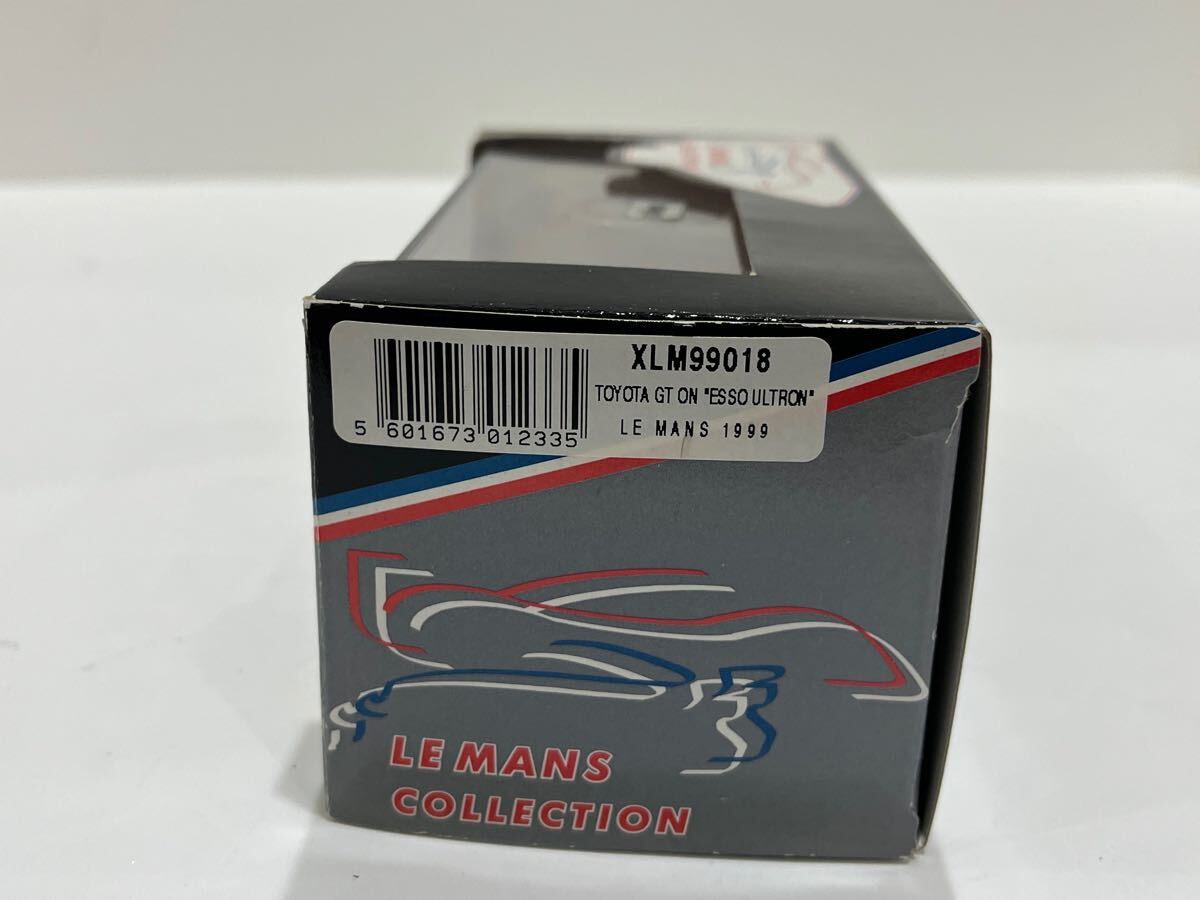 XLM99018
TOYOTA GT ON "ESSO ULTRON"
LE MANS 1999
5 601673 012335
LE MANS
COLLECTION